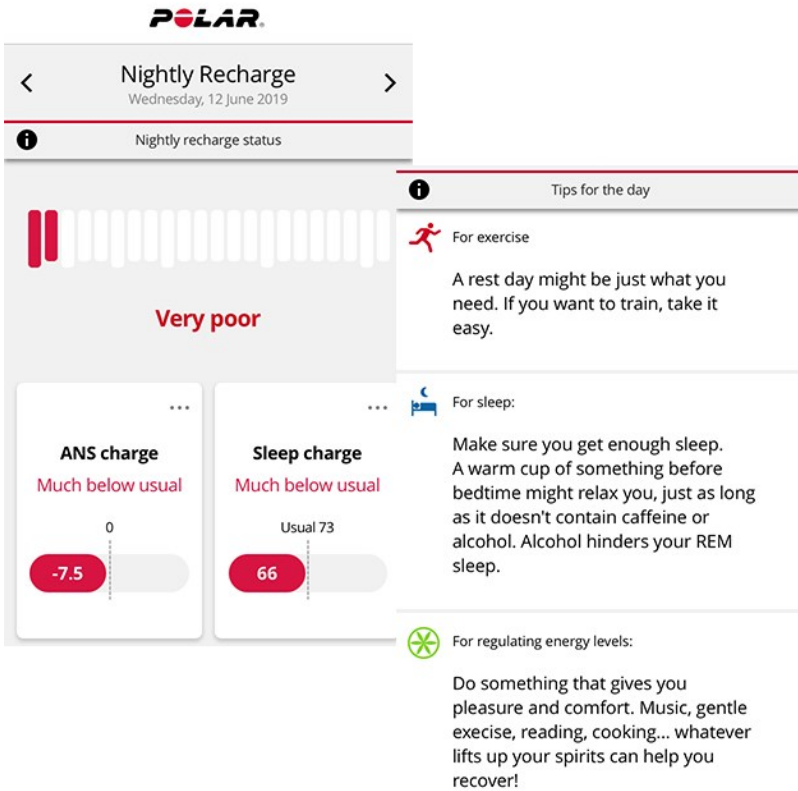 POLAR.
Nightly Recharge
Wednesday, 12 June 2019
Nightly recharge status
Very poor
ANS charge
Much below usual
0
-7.5
Sleep charge
Much below usual
Usual 73
66
Tips for the day
For exercise
A rest day might be just what you
need. If you want to train, take it
easy.
For sleep:
Make sure you get enough sleep.
A warm cup of something before
bedtime might relax you, just as long
as it doesn't contain caffeine or
alcohol. Alcohol hinders your REM
sleep.
For regulating energy levels:
Do something that gives you
pleasure and comfort. Music, gentle
execise, reading, cooking... whatever
lifts up your spirits can help you
recover!